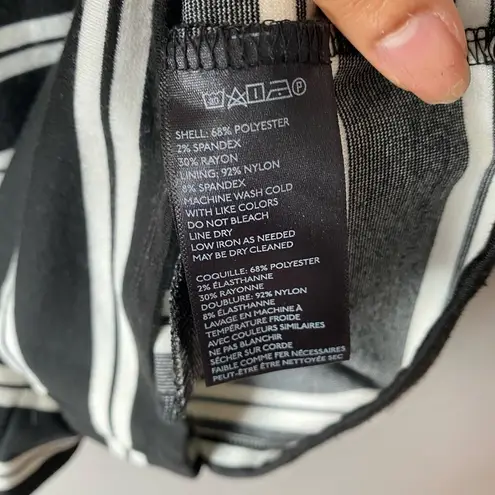 30
P
SHELL: 68% POLYESTER
2% SPANDEX
30% RAYON
LINING: 92% NYLON
8% SPANDEX
MACHINE WASH COLD
WITH LIKE COLORS
DO NOT BLEACH
LINE DRY
LOW IRON AS NEEDED
MAY BE DRY CLEANED
COQUILLE: 68% POLYESTER
2% ÉLASTHANNE
30% RAYONNE
DOUBLURE: 92% NYLON
8% ÉLASTHANNE
LAVAGE EN MACHINE À
TEMPÉRATURE FROIDE
AVEC COULEURS SIMILAIRES
NE PAS BLANCHIR
SÉCHER SUR CORDE
FAIBLE COMME FER NÉCESSAIRES
PEUT-ÊTRE BE NETTOYÉE SEC